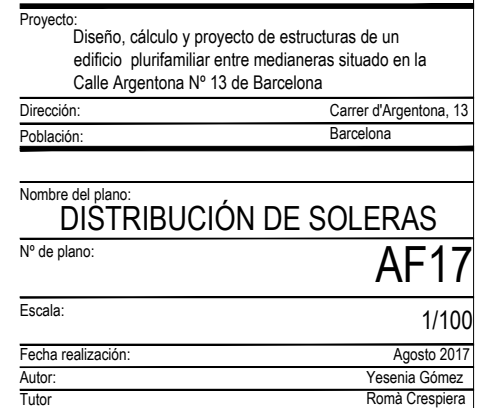 Proyecto:
Diseño, cálculo y proyecto de estructuras de un
edificio plurifamiliar entre medianeras situado en la
Calle Argentona Nº 13 de Barcelona
Dirección: Carrer d'Argentona, 13
Población: Barcelona
Nombre del plano:
DISTRIBUCIÓN DE SOLERAS
Nº de plano: AF17
Escala: 1/100
Fecha realización: Agosto 2017
Autor: Yesenia Gómez
Tutor Romà Crespiera